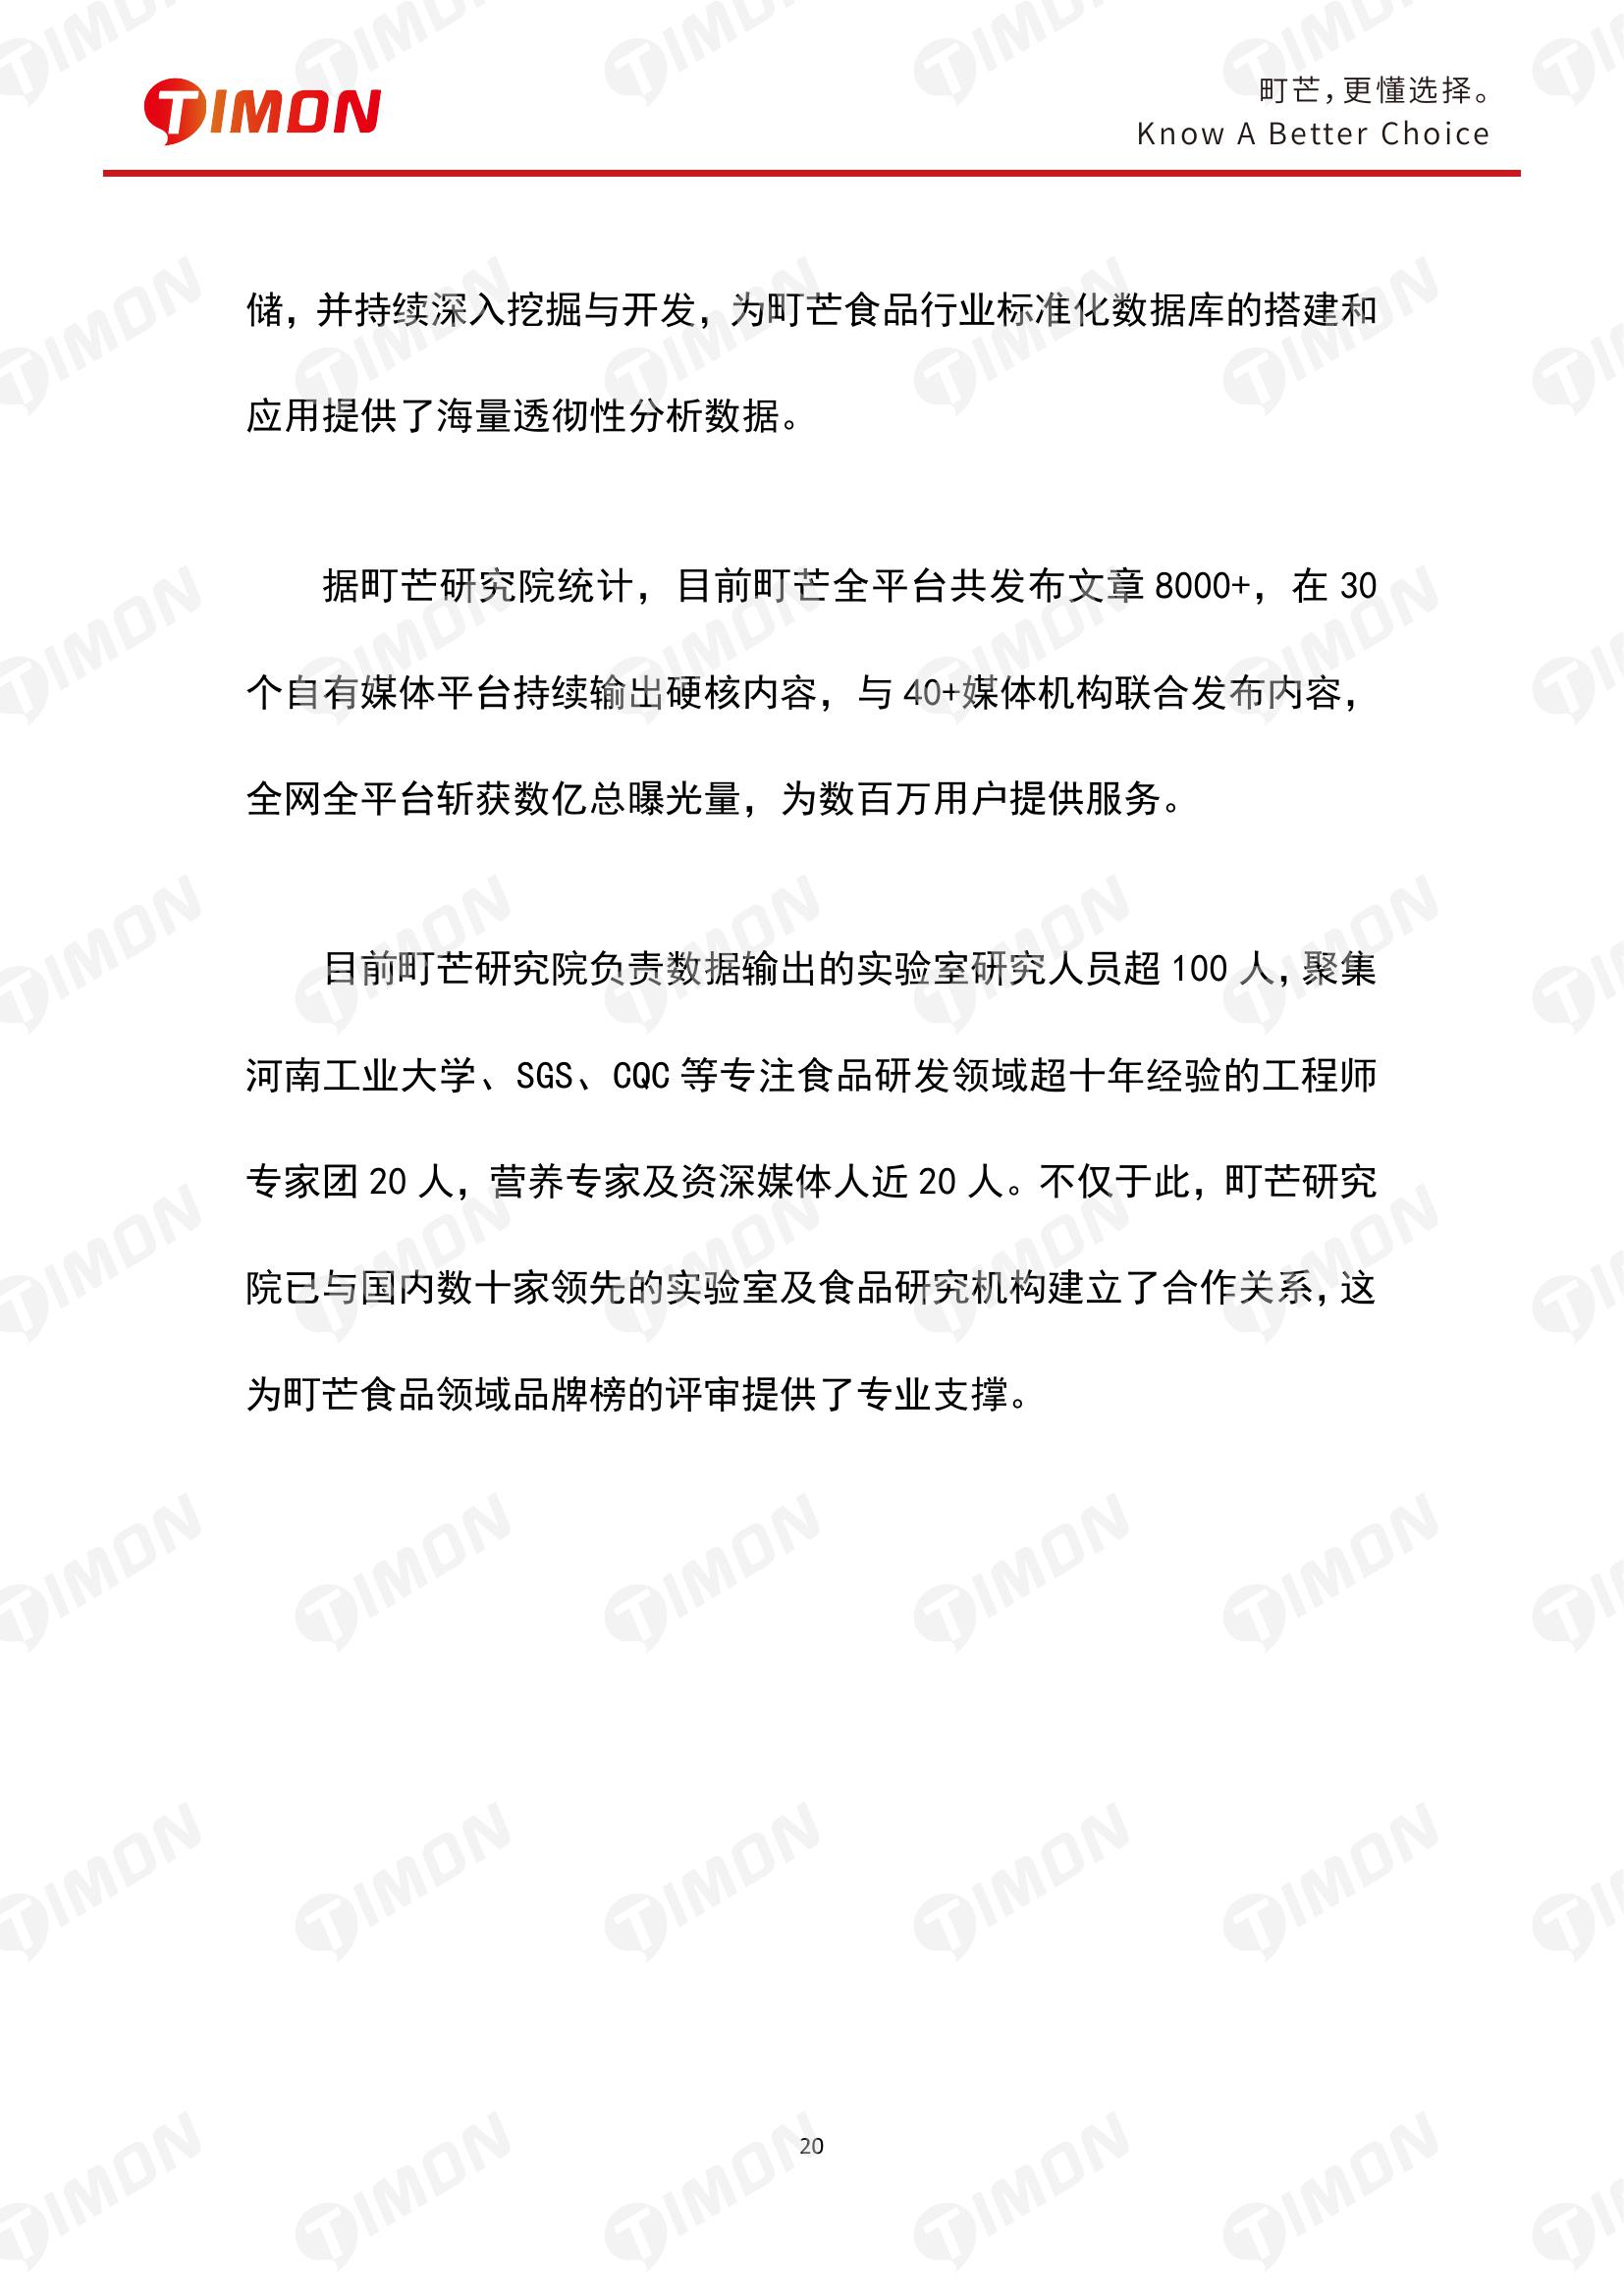 TIMON
町芒，更懂选择。
Know A Better Choice
储，并持续深入挖掘与开发，为町芒食品行业标准化数据库的搭建和
应用提供了海量透彻性分析数据。
据町芒研究院统计，目前町芒全平台共发布文章 8000+，在 30
个自有媒体平台持续输出硬核内容，与 40+媒体机构联合发布内容，
全网全平台斩获数亿总曝光量，为数百万用户提供服务。
目前町芒研究院负责数据输出的实验室研究人员超 100 人，聚集
河南工业大学、SGS、CQC 等专注食品研发领域超十年经验的工程师
专家团 20 人，营养专家及资深媒体人近 20 人。不仅于此，町芒研究
院已与国内数十家领先的实验室及食品研究机构建立了合作关系，这
为町芒食品领域品牌榜的评审提供了专业支撑。
20